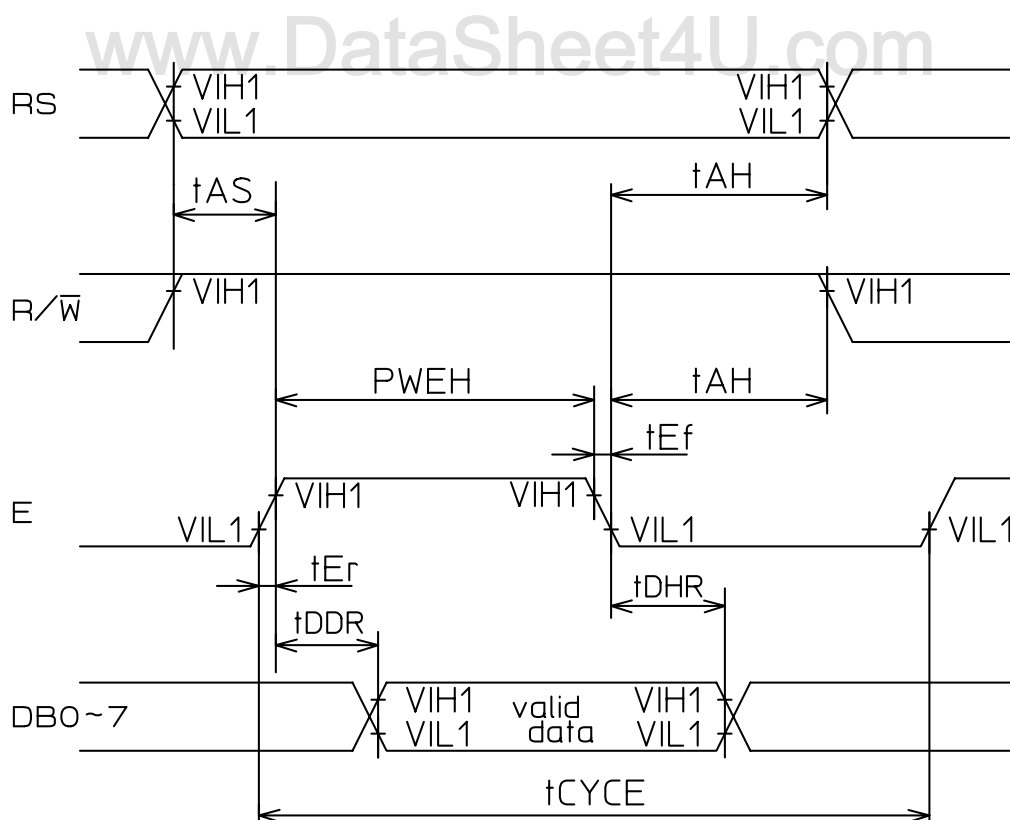 www.DataSheet4U.com
RS VIH1 VIH1
VIL1 VIL1
tAS tAH
R/W̅ VIH1 VIH1
PWEH tAH
tEf
E VIH1 VIH1
VIL1 VIL1 VIL1
tEr tDHR
tDDR
DB0~7 VIH1 valid VIH1
VIL1 data VIL1
tCYCE